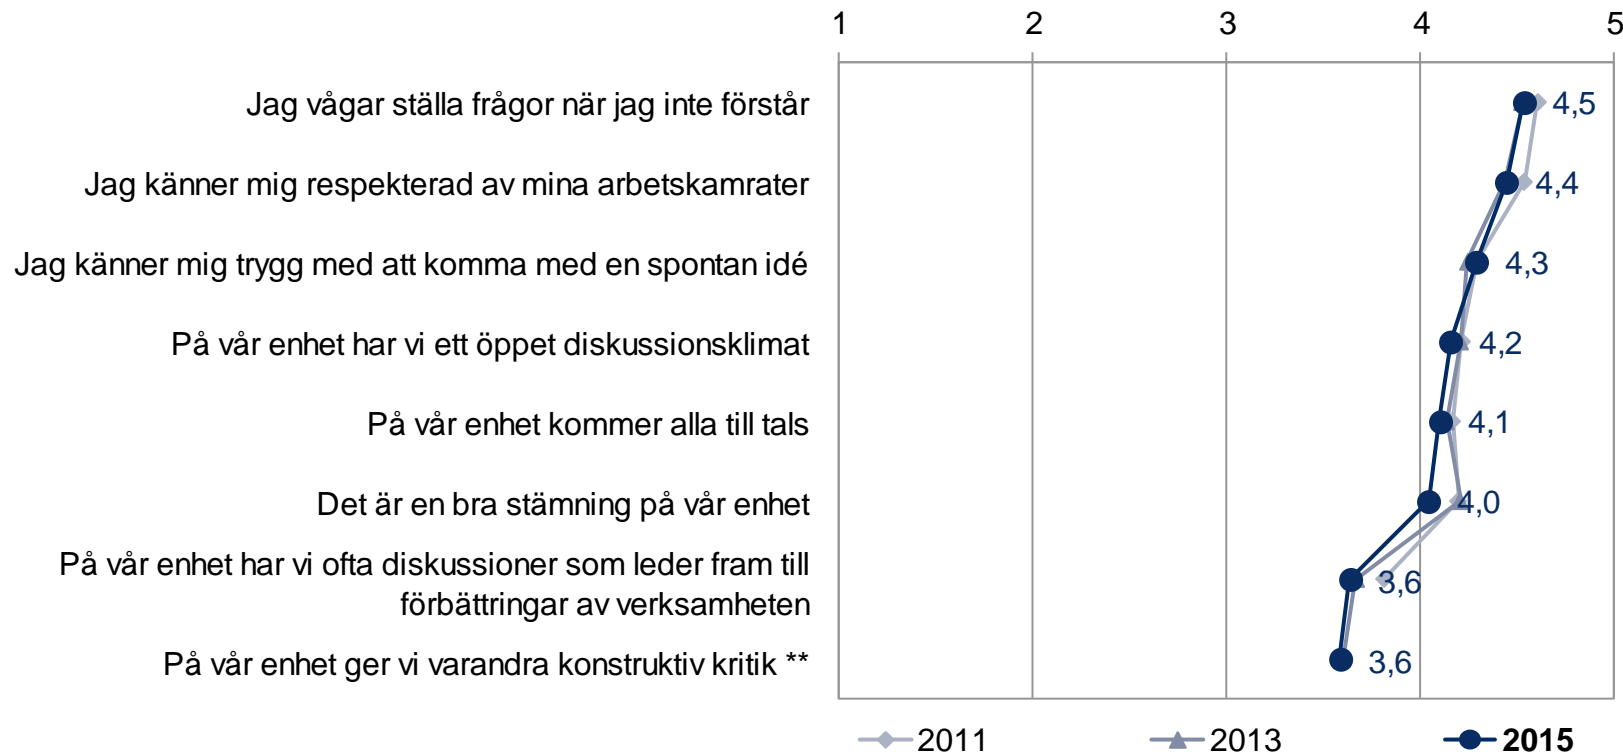 1 2 3 4 5
Jag vågar ställa frågor när jag inte förstår 4,5
Jag känner mig respekterad av mina arbetskamrater 4,4
Jag känner mig trygg med att komma med en spontan idé 4,3
På vår enhet har vi ett öppet diskussionsklimat 4,2
På vår enhet kommer alla till tals 4,1
Det är en bra stämning på vår enhet 4,0
På vår enhet har vi ofta diskussioner som leder fram till
förbättringar av verksamheten 3,6
På vår enhet ger vi varandra konstruktiv kritik ** 3,6
2011 2013 2015